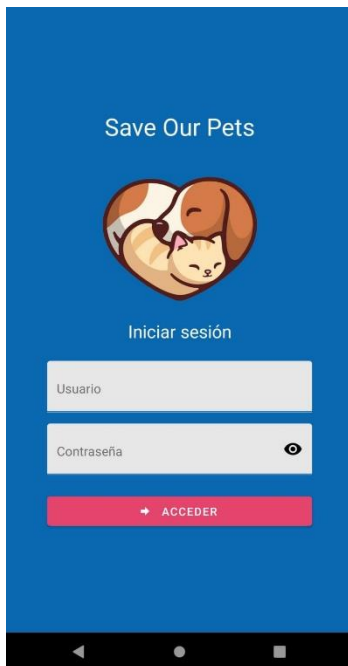 Save Our Pets
Iniciar sesión
Usuario
Contraseña
ACCEDER